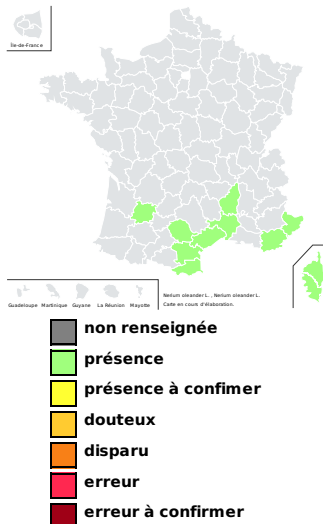 Île-de-France
Guadeloupe Martinique Guyane La Réunion Mayotte
Nerium oleander L. , Nerium oleander L.
Carte en cours d'élaboration.
non renseignée
présence
présence à confimer
douteux
disparu
erreur
erreur à confirmer